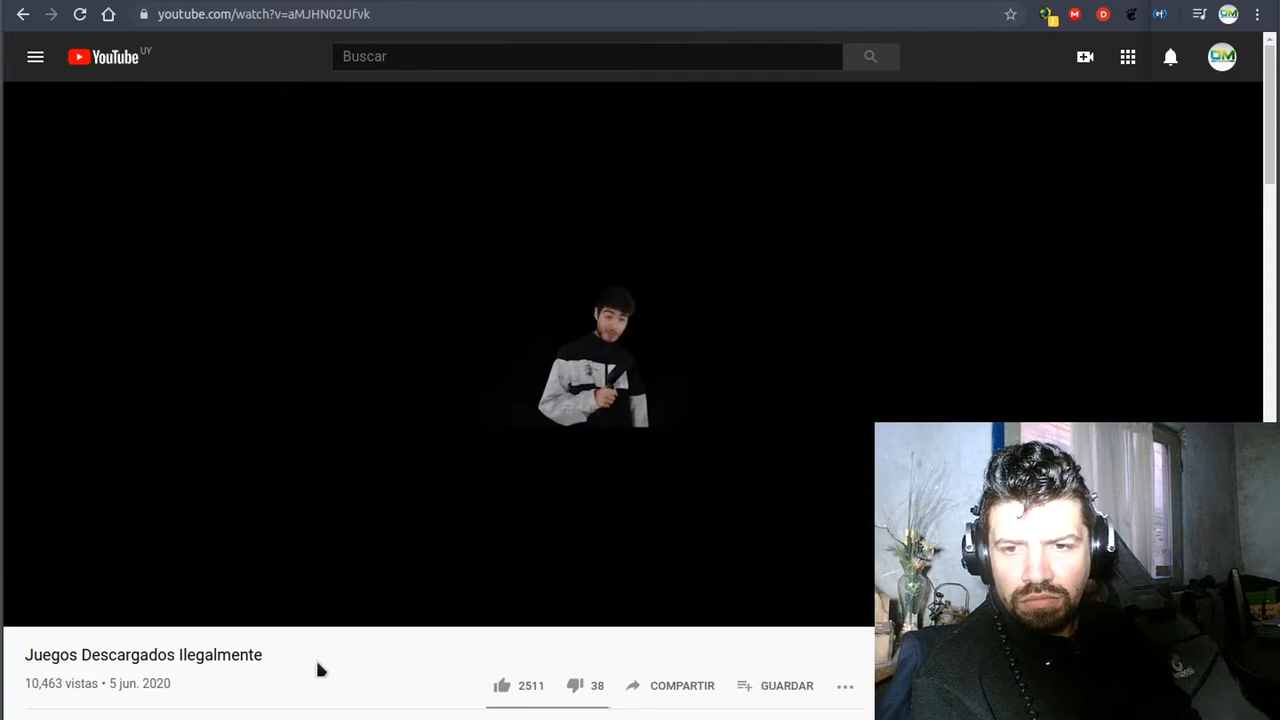 youtube.com/watch?v=aMJHN02Ufvk
YouTube UY
Buscar
OM
Juegos Descargados Ilegalmente
10,463 vistas • 5 jun. 2020
2511
38
COMPARTIR
GUARDAR